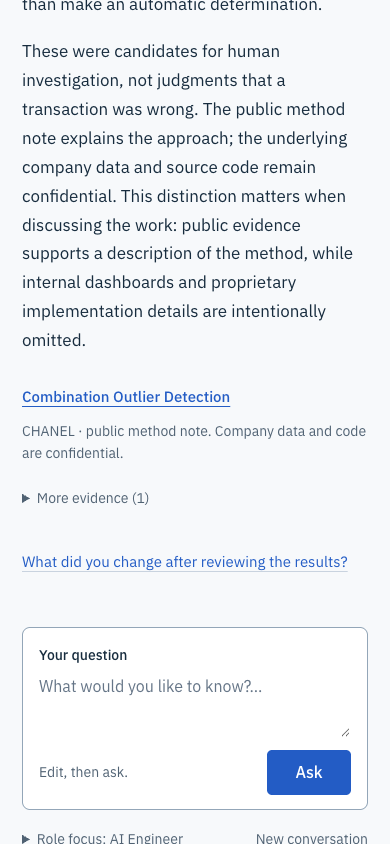 than make an automatic determination.
These were candidates for human
investigation, not judgments that a
transaction was wrong. The public method
note explains the approach; the underlying
company data and source code remain
confidential. This distinction matters when
discussing the work: public evidence
supports a description of the method, while
internal dashboards and proprietary
implementation details are intentionally
omitted.
Combination Outlier Detection
CHANEL · public method note. Company data and code
are confidential.
More evidence (1)
What did you change after reviewing the results?
Your question
What would you like to know?...
Edit, then ask.
Ask
Role focus: AI Engineer
New conversation